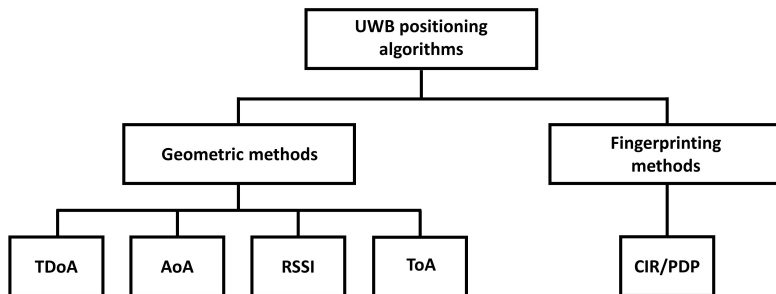 UWB positioning
algorithms
Geometric methods
Fingerprinting
methods
TDoA
AoA
RSSI
ToA
CIR/PDP